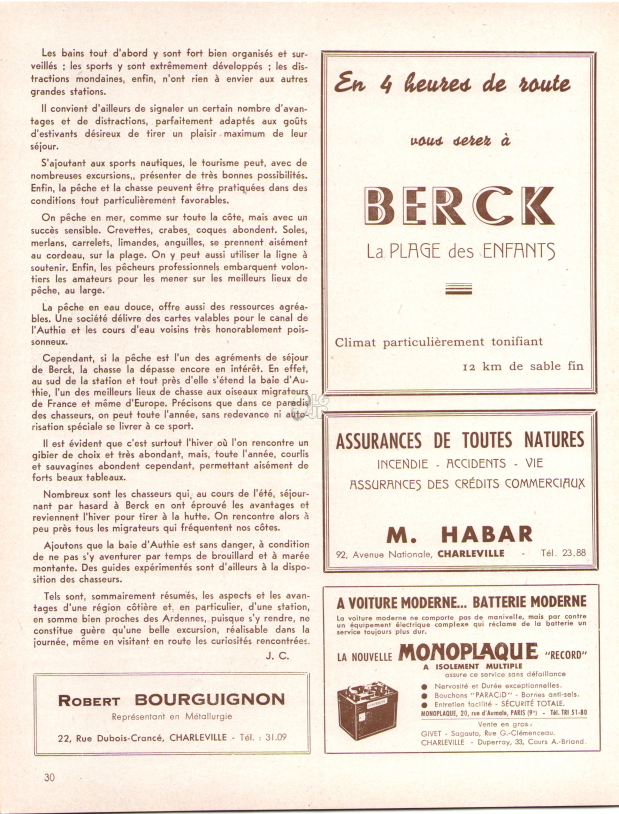 Les bains tout d'abord y sont fort bien organisés et sur-
veillés ; les sports y sont extrêmement développés ; les dis-
tractions mondaines, enfin, n'ont rien à envier aux autres
grandes stations.
Il convient d'ailleurs de signaler un certain nombre d'avan-
tages et de distractions, parfaitement adaptés aux goûts
d'estivants désireux de tirer un plaisir maximum de leur
séjour.
S'ajoutant aux sports nautiques, le tourisme peut, avec de
nombreuses excursions,, présenter de très bonnes possibilités.
Enfin, la pêche et la chasse peuvent être pratiquées dans des
conditions tout particulièrement favorables.
On pêche en mer, comme sur toute la côte, mais avec un
succès sensible. Crevettes, crabes, coques abondent. Soles,
merlans, carrelets, limandes, anguilles, se prennent aisément
au cordeau, sur la plage. On y peut aussi utiliser la ligne à
soutenir. Enfin, les pêcheurs professionnels embarquent volon-
tiers les amateurs pour les mener sur les meilleurs lieux de
pêche, au large.
La pêche en eau douce, offre aussi des ressources agréa-
bles. Une société délivre des cartes valables pour le canal de
l'Authie et les cours d'eau voisins très honorablement pois-
sonneux.
Cependant, si la pêche est l'un des agréments de séjour
de Berck, la chasse la dépasse encore en intérêt. En effet,
au sud de la station et tout près d'elle s'étend la baie d'Au-
thie, l'un des meilleurs lieux de chasse aux oiseaux migrateurs
de France et même d'Europe. Précisons que dans ce paradis
des chasseurs, on peut toute l'année, sans redevance ni auto-
risation spéciale se livrer à ce sport.
Il est évident que c'est surtout l'hiver où l'on rencontre un
gibier de choix et très abondant, mais, toute l'année, courlis
et sauvagines abondent cependant, permettant aisément de
forts beaux tableaux.
Nombreux sont les chasseurs qui, au cours de l'été, séjour-
nant par hasard à Berck en ont éprouvé les avantages et
reviennent l'hiver pour tirer à la hutte. On rencontre alors à
peu près tous les migrateurs qui fréquentent nos côtes.
Ajoutons que la baie d'Authie est sans danger, à condition
de ne pas s'y aventurer par temps de brouillard et à marée
montante. Des guides expérimentés sont d'ailleurs à la dispo-
sition des chasseurs.
Tels sont, sommairement résumés, les aspects et les avan-
tages d'une région côtière et, en particulier, d'une station,
en somme bien proches des Ardennes, puisque s'y rendre, ne
constitue guère qu'une belle excursion, réalisable dans la
journée, même en visitant en route les curiosités rencontrées.
J. C.
ROBERT BOURGUIGNON
Représentant en Métallurgie
22, Rue Dubois-Crancé, CHARLEVILLE - Tél. : 31.09
30
En 4 heures de route
vous serez à
BERCK
La PLAGE des ENFANTS
Climat particulièrement tonifiant
12 km de sable fin
ASSURANCES DE TOUTES NATURES
INCENDIE - ACCIDENTS - VIE
ASSURANCES DES CRÉDITS COMMERCIAUX
M. HABAR
92, Avenue Nationale, CHARLEVILLE - Tél. 23.88
A VOITURE MODERNE... BATTERIE MODERNE
La voiture moderne ne comporte pas de manivelle, mais par contre
un équipement électrique complexe qui réclame de la batterie un
service toujours plus dur.
LA NOUVELLE MONOPLAQUE "RECORD"
A ISOLEMENT MULTIPLE
assure ce service sans défaillance
● Nervosité et Durée exceptionnelles.
● Bouchons "PARACiD" - Bornes anti-sels.
● Entretien facilité - SÉCURITÉ TOTALE.
MONOPLAQUE, 20, rue d'Aumale, PARIS (9e) - Tél. TRI 51-80
Vente en gros :
GIVET - Sagauto, Rue G.-Clémenceau.
CHARLEVILLE - Duperray, 33, Cours A.-Briand.